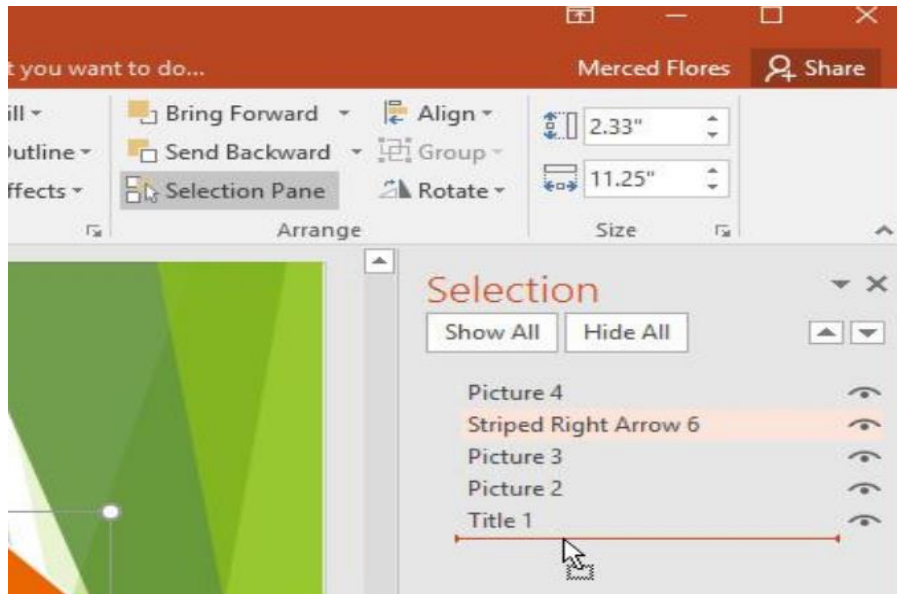 t you want to do... Merced Flores Share
ill Bring Forward Align 2.33"
utline Send Backward Group
ffects Selection Pane Rotate 11.25"
Arrange Size
Selection
Show All Hide All
Picture 4
Striped Right Arrow 6
Picture 3
Picture 2
Title 1